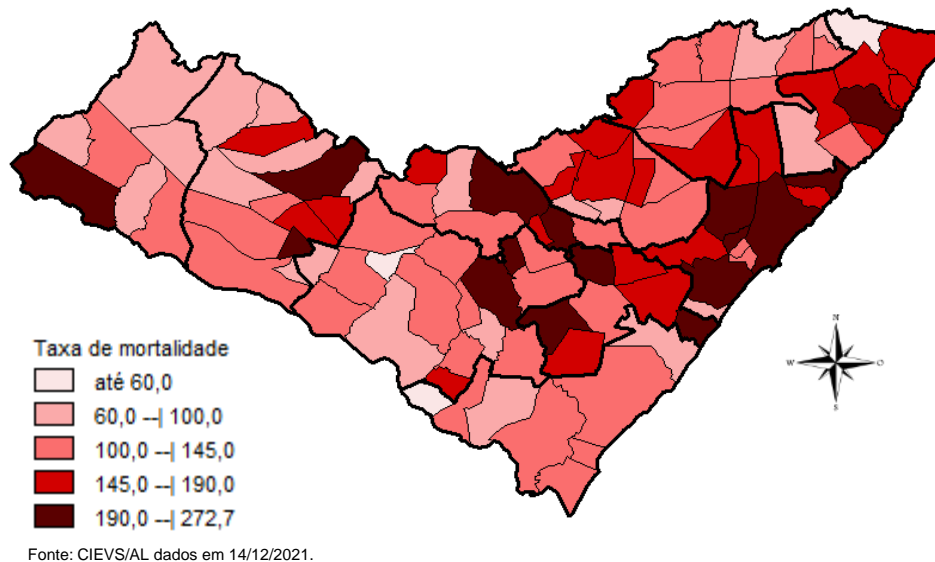 Taxa de mortalidade
até 60,0
60,0 --| 100,0
100,0 --| 145,0
145,0 --| 190,0
190,0 --| 272,7
N
W
O
S
Fonte: CIEVS/AL dados em 14/12/2021.